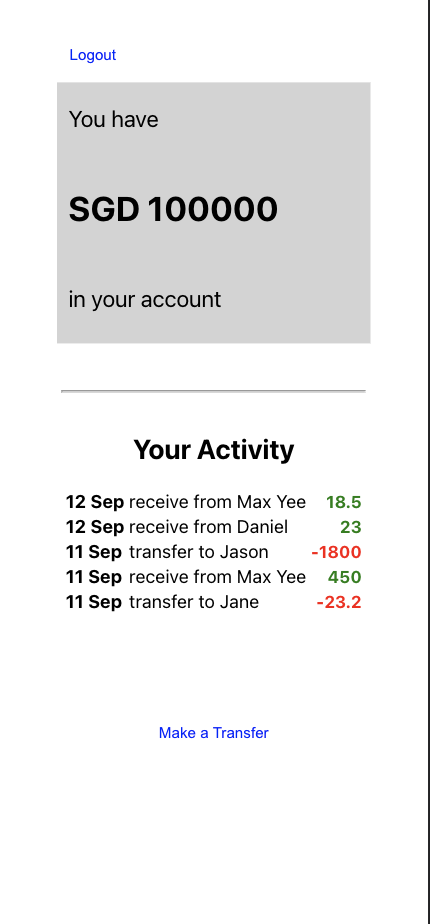 Logout
You have
SGD 100000
in your account
Your Activity
12 Sep receive from Max Yee 18.5
12 Sep receive from Daniel 23
11 Sep transfer to Jason -1800
11 Sep receive from Max Yee 450
11 Sep transfer to Jane -23.2
Make a Transfer